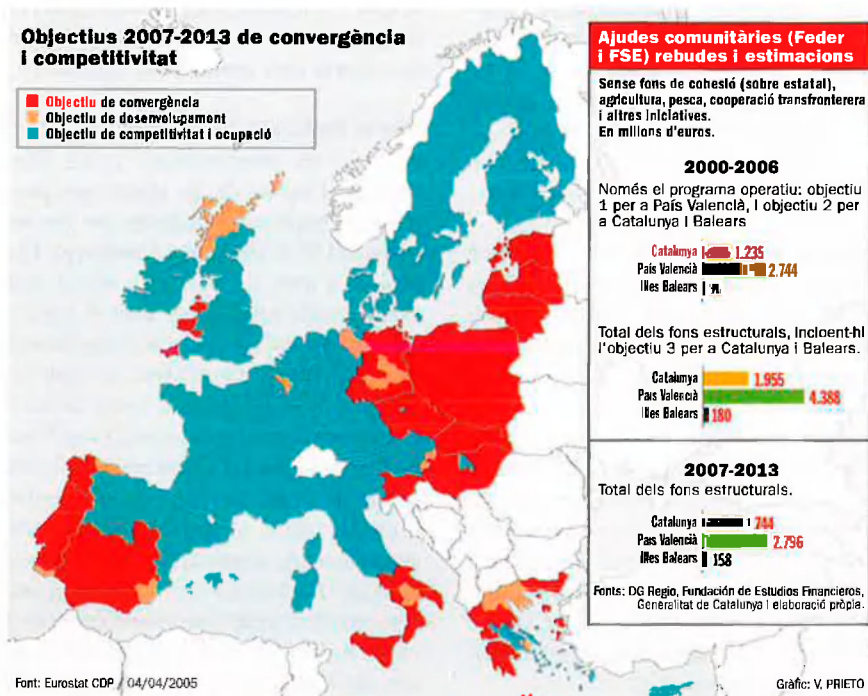 Objectius 2007-2013 de convergència
i competitivitat
Objectiu de convergència
Objectiu de desenvolupament
Objectiu de competitivitat i ocupació
Ajudes comunitàries (Feder
i FSE) rebudes i estimacions
Sense fons de cohesió (sobre estatal),
agricultura, pesca, cooperació transfronterera
i altres iniciatives.
En milions d'euros.
2000-2006
Només el programa operatiu: objectiu
1 per a País Valencià, i objectiu 2 per
a Catalunya i Balears
Catalunya 1.235
País Valencià 2.744
Illes Balears
Total dels fons estructurals, incloent-hi
l'objectiu 3 per a Catalunya i Balears.
Catalunya 1.955
País Valencià 4.388
Illes Balears 180
2007-2013
Total dels fons estructurals.
Catalunya 1 744
País Valencià 2.796
Illes Balears 158
Fonts: DG Regio, Fundación de Estudios Financieros,
Generalitat de Catalunya i elaboració pròpia.
Font: Eurostat CDP / 04/04/2005
Gràfic: V. PRIETO